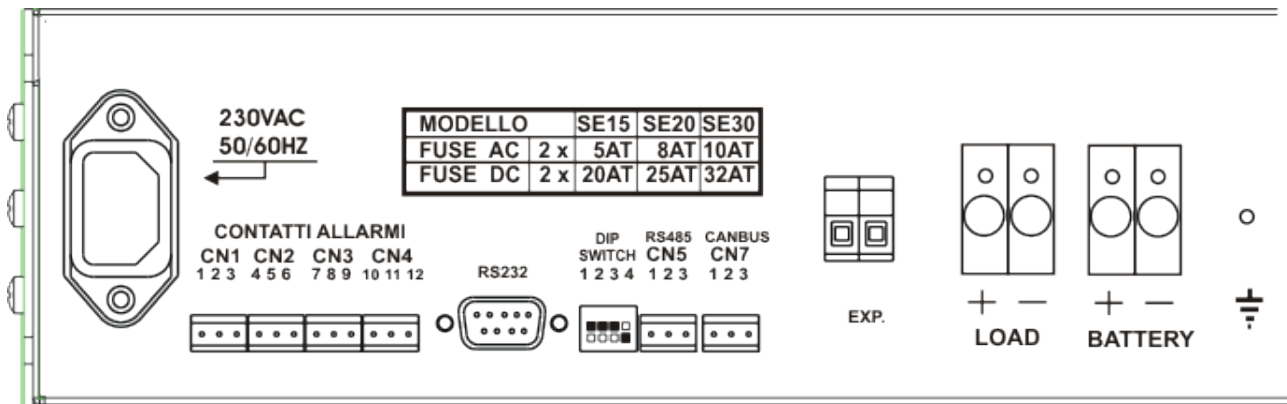 230VAC
50/60HZ
MODELLO SE15 SE20 SE30
FUSE AC 2 x 5AT 8AT 10AT
FUSE DC 2 x 20AT 25AT 32AT
CONTATTI ALLARMI
CN1 CN2 CN3 CN4
1 2 3 4 5 6 7 8 9 10 11 12
RS232
DIP
SWITCH
1 2 3 4
RS485
CN5
1 2 3
CANBUS
CN7
1 2 3
EXP.
+ −
LOAD
+ −
BATTERY